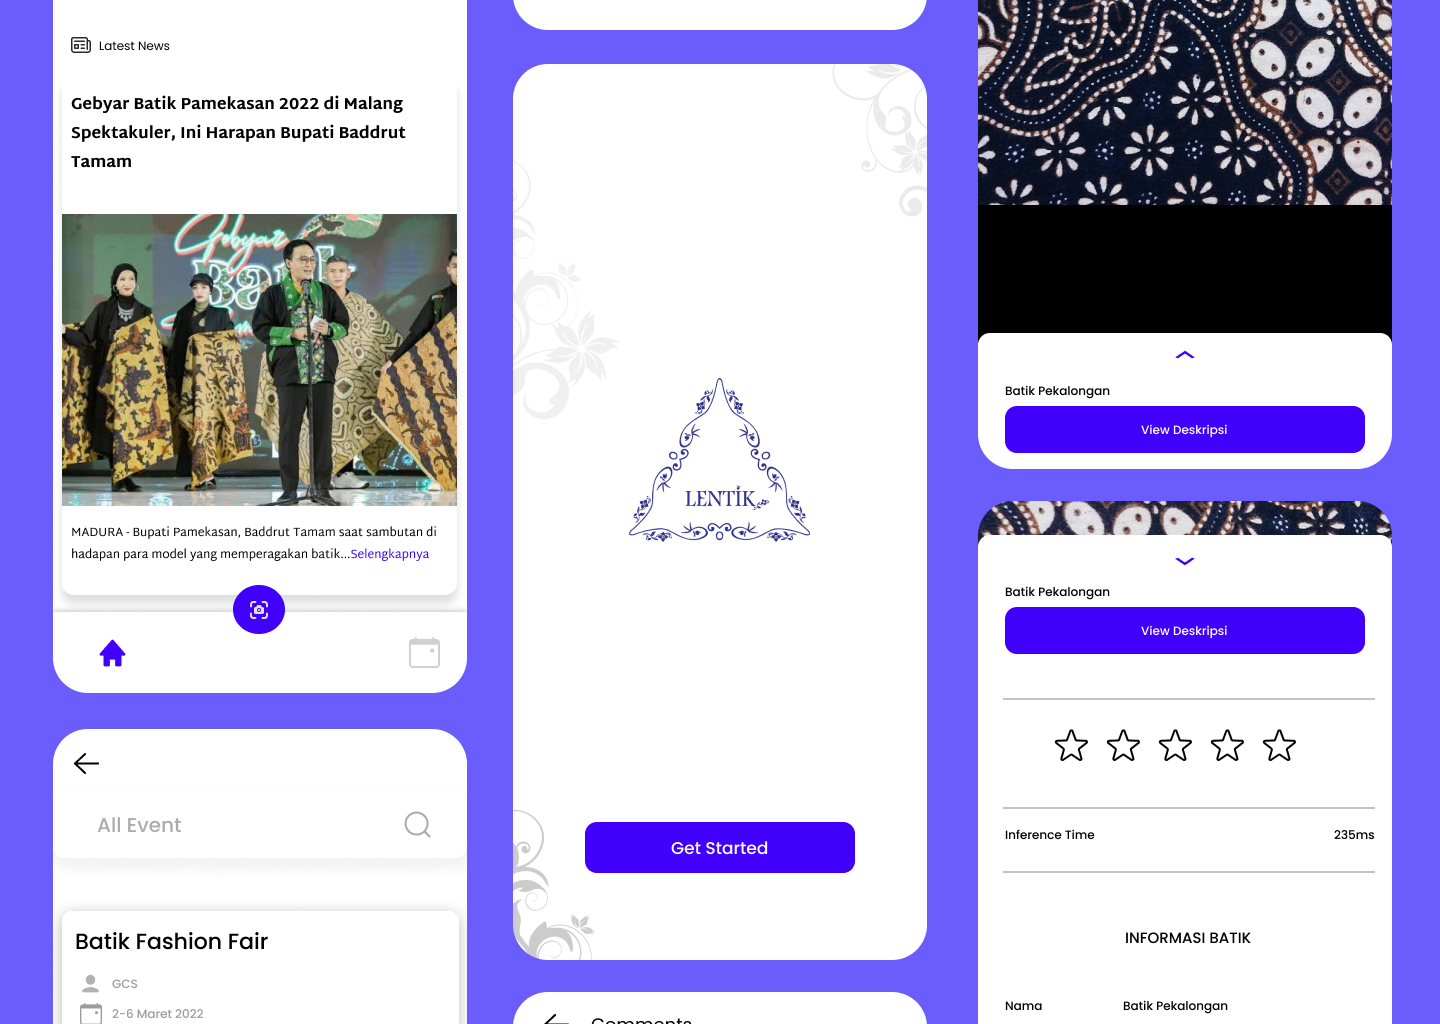 Latest News
Gebyar Batik Pamekasan 2022 di Malang
Spektakuler, Ini Harapan Bupati Baddrut
Tamam
Gebyar
Batik
MADURA - Bupati Pamekasan, Baddrut Tamam saat sambutan di
hadapan para model yang memperagakan batik...Selengkapnya
All Event
Batik Fashion Fair
GCS
2-6 Maret 2022
LENTIK
Get Started
Comments
Batik Pekalongan
View Deskripsi
Batik Pekalongan
View Deskripsi
Inference Time 235ms
INFORMASI BATIK
Nama Batik Pekalongan